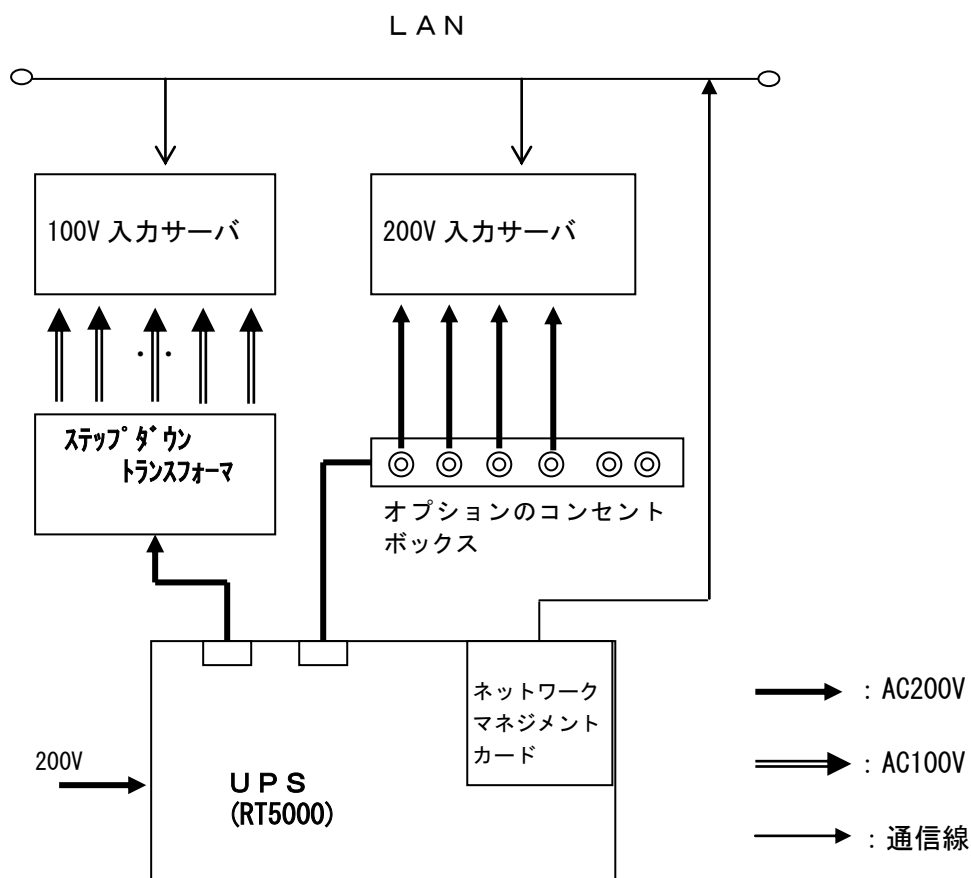 ＬＡＮ
100V 入力サーバ
200V 入力サーバ
ステップダウン
トランスフォーマ
オプションのコンセント
ボックス
ネットワーク
マネジメント
カード
200V
ＵＰＳ
(RT5000)
：AC200V
：AC100V
：通信線